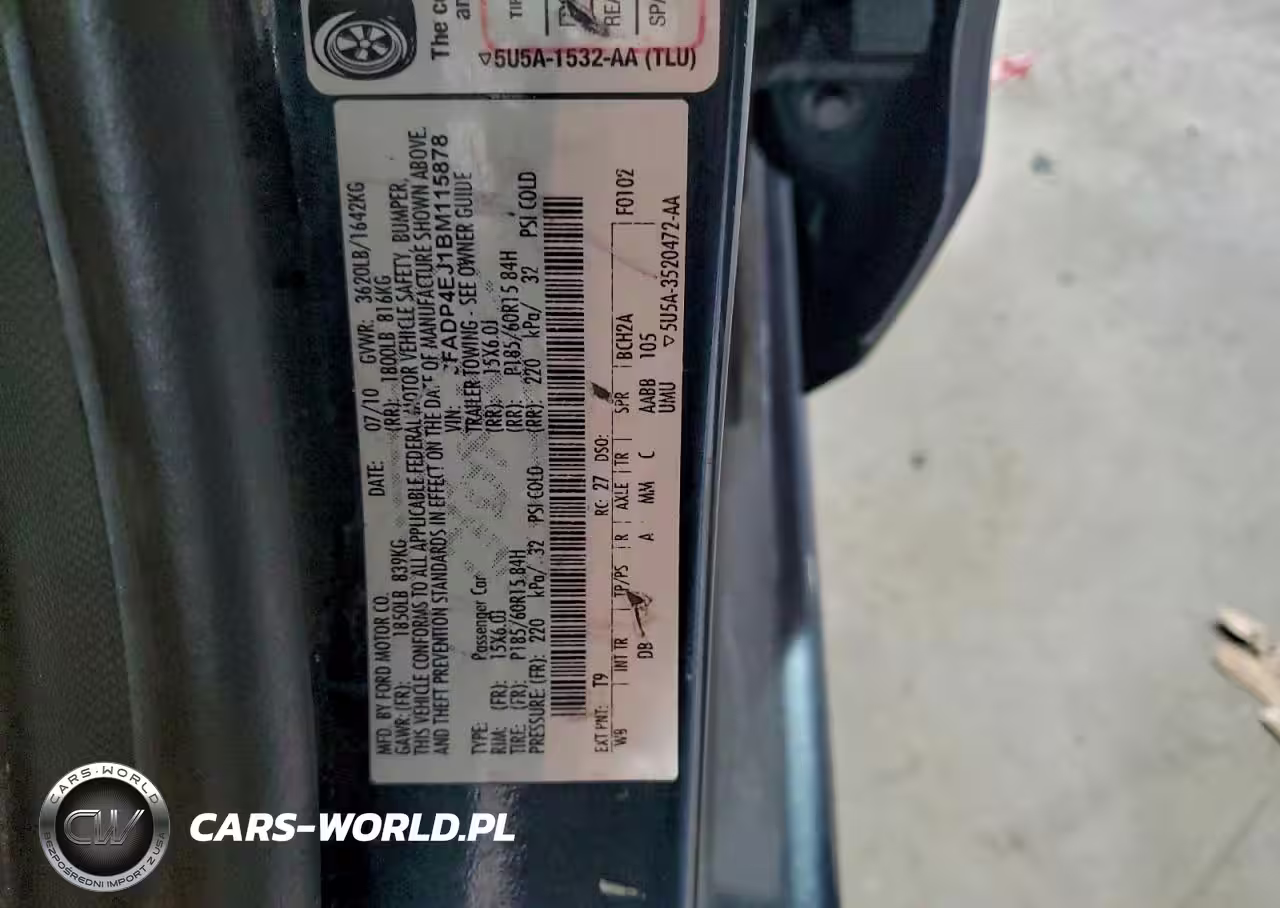 The co
an
TIR
REA
SPA
▽5U5A-1532-AA (TLU)
MFD. BY FORD MOTOR CO. DATE: 07/10 GVWR: 3620LB/1642KG
GAWR: (FR): 1850LB 839KG (RR): 1800LB 816KG
THIS VEHICLE CONFORMS TO ALL APPLICABLE FEDERAL MOTOR VEHICLE SAFETY, BUMPER,
AND THEFT PREVENTION STANDARDS IN EFFECT ON THE DATE OF MANUFACTURE SHOWN ABOVE.
VIN: FADP4EJ1BM115878
TYPE: Passenger Car TRAILER TOWING - SEE OWNER GUIDE
RIM: (FR): 15X6.0J (RR): 15X6.0J
TIRE: (FR): P185/60R15 84H (RR): P185/60R15 84H
PRESSURE: (FR): 220 kPa/ 32 PSI COLD (RR): 220 kPa/ 32 PSI COLD
EXT PNT: T9 RC: 27 DSO:
WB INT TR TP/PS R AXLE TR SPR BCH2A F0102
DB A MM C AABB 105
UMU ▽5U5A-3520472-AA
CARS-WORLD
CW
BEZPOŚREDNI IMPORT Z USA
CARS-WORLD.PL